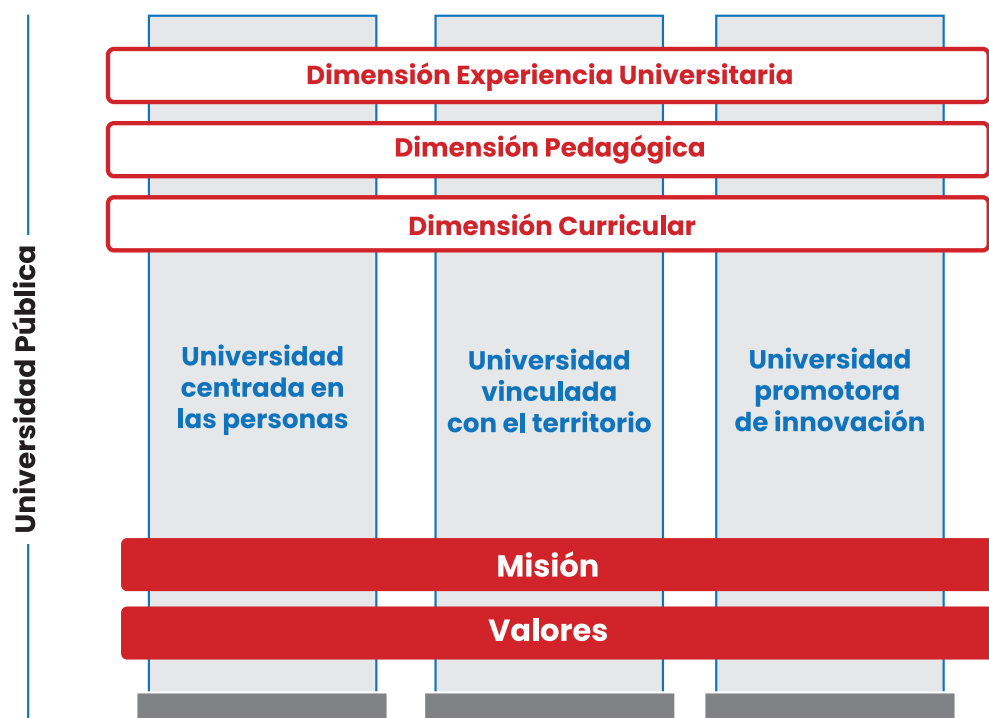 Universidad Pública
Dimensión Experiencia Universitaria
Dimensión Pedagógica
Dimensión Curricular
Universidad
centrada en
las personas
Universidad
vinculada
con el territorio
Universidad
promotora
de innovación
Misión
Valores